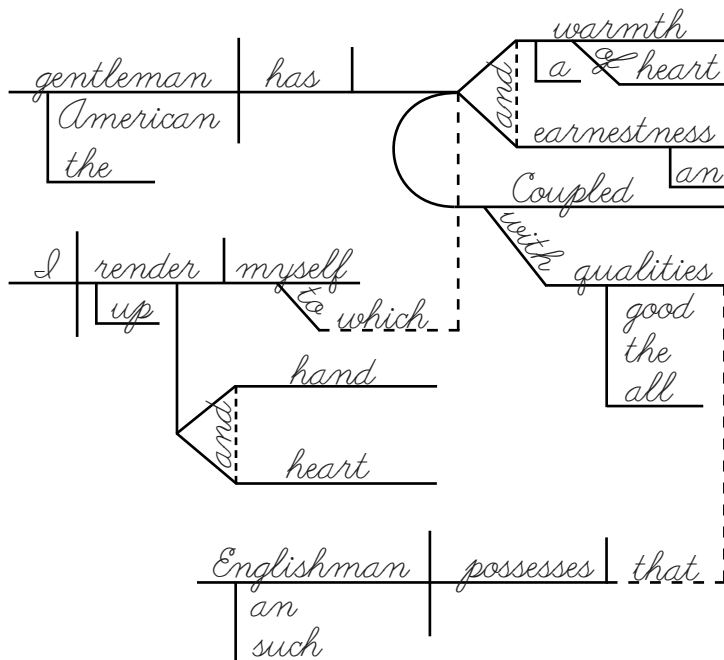 warmth
gentleman has
and a of heart
American
earnestness
the
an
Coupled
with
I render myself
qualities
up to which
good
the
hand
all
and
heart
Englishman possesses that
an
such